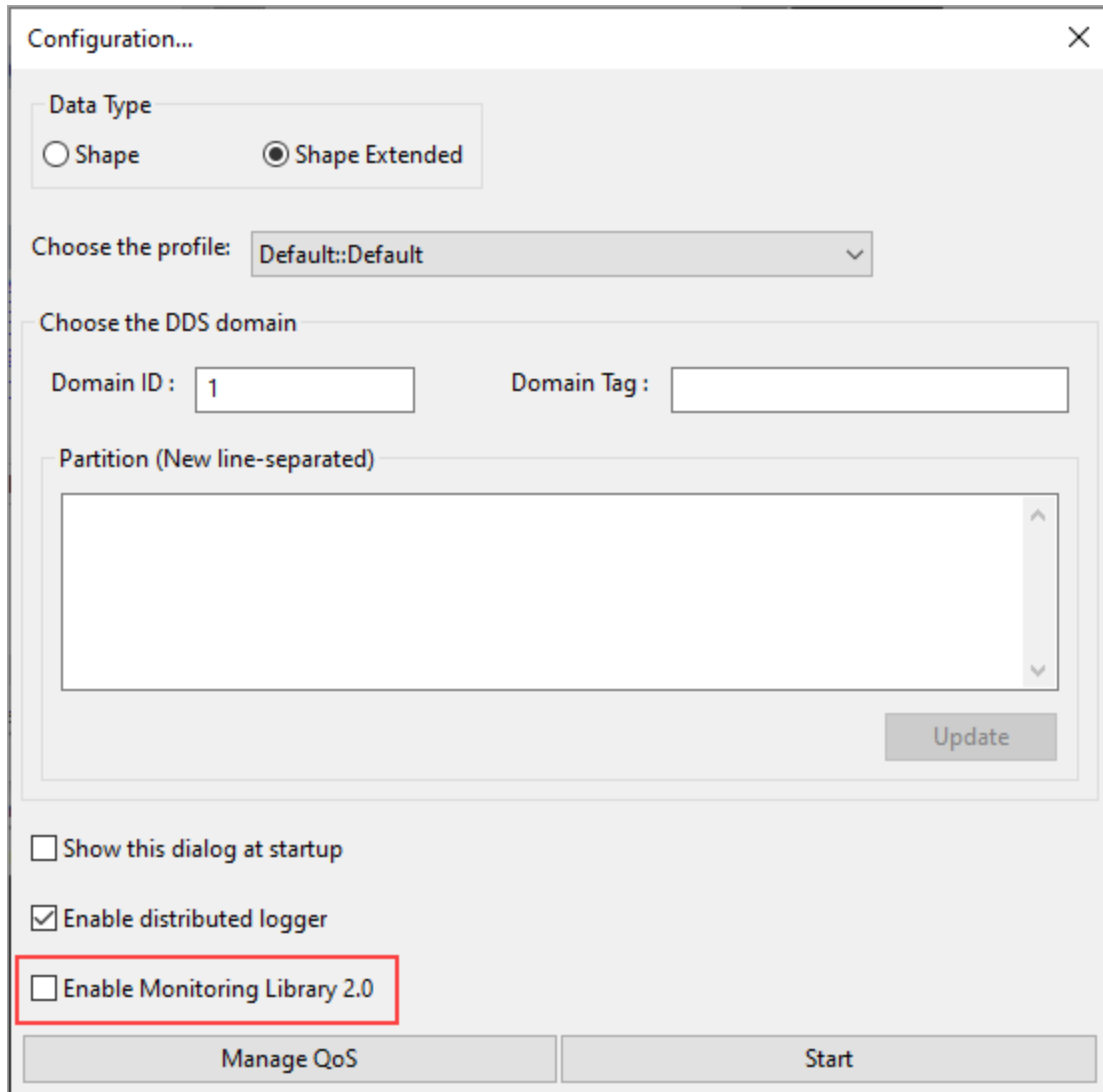 Configuration...
Data Type
Shape Shape Extended
Choose the profile: Default::Default
Choose the DDS domain
Domain ID : 1 Domain Tag :
Partition (New line-separated)
Update
Show this dialog at startup
Enable distributed logger
Enable Monitoring Library 2.0
Manage QoS Start